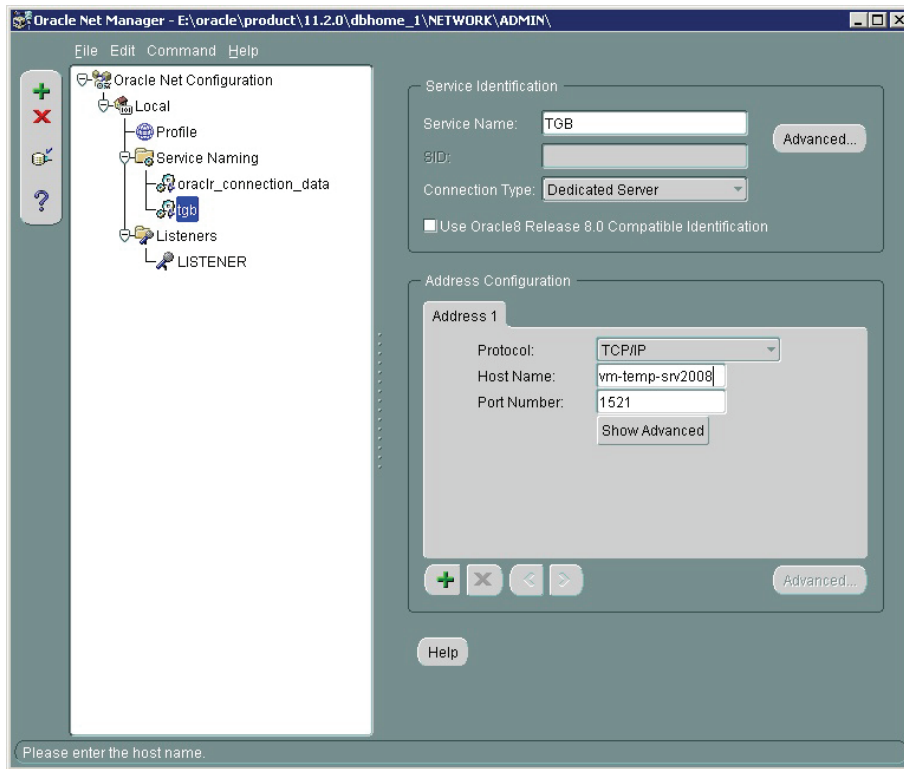 Oracle Net Manager - E:\oracle\product\11.2.0\dbhome_1\NETWORK\ADMIN\
File Edit Command Help
Oracle Net Configuration
Local
Profile
Service Naming
oraclr_connection_data
tgb
Listeners
LISTENER
Service Identification
Service Name: TGB
Advanced...
SID:
Connection Type: Dedicated Server
Use Oracle8 Release 8.0 Compatible Identification
Address Configuration
Address 1
Protocol: TCP/IP
Host Name: vm-temp-srv2008
Port Number: 1521
Show Advanced
Advanced...
Help
Please enter the host name.